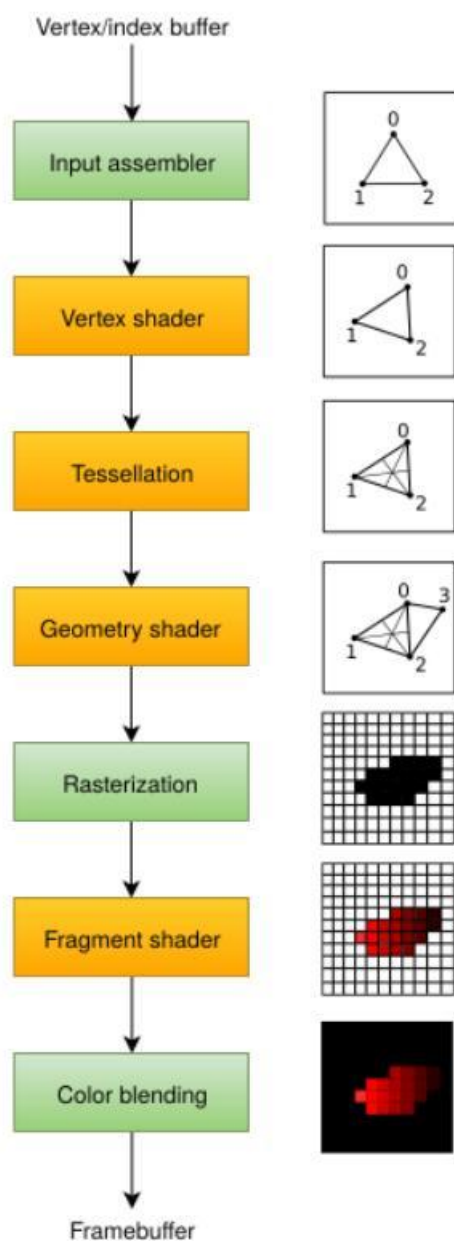 Vertex/index buffer
Input assembler
0
1 2
Vertex shader
0
1
2
Tessellation
0
1
2
Geometry shader
0 3
1
2
Rasterization
Fragment shader
Color blending
Framebuffer